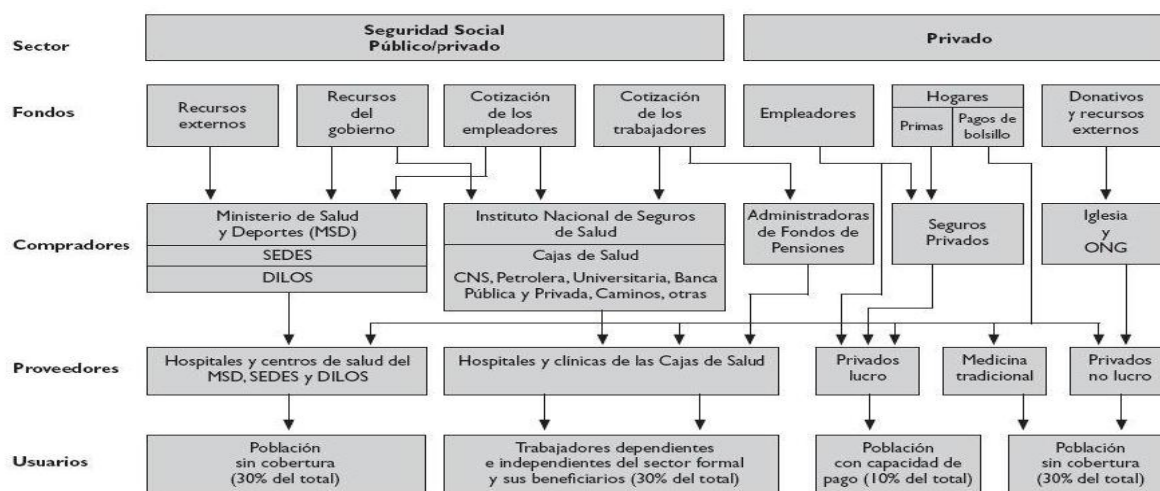 Sector
Seguridad Social
Público/privado
Privado
Fondos
Recursos
externos
Recursos
del
gobierno
Cotización
de los
empleadores
Cotización
de los
trabajadores
Empleadores
Hogares
Primas
Pagos de
bolsillo
Donativos
y recursos
externos
Compradores
Ministerio de Salud
y Deportes (MSD)
SEDES
DILOS
Instituto Nacional de Seguros
de Salud
Cajas de Salud
CNS, Petrolera, Universitaria, Banca
Pública y Privada, Caminos, otras
Administradoras
de Fondos de
Pensiones
Seguros
Privados
Iglesia
y
ONG
Proveedores
Hospitales y centros de salud del
MSD, SEDES y DILOS
Hospitales y clínicas de las Cajas de Salud
Privados
lucro
Medicina
tradicional
Privados
no lucro
Usuarios
Población
sin cobertura
(30% del total)
Trabajadores dependientes
e independientes del sector formal
y sus beneficiarios (30% del total)
Población
con capacidad de
pago (10% del total)
Población
sin cobertura
(30% del total)